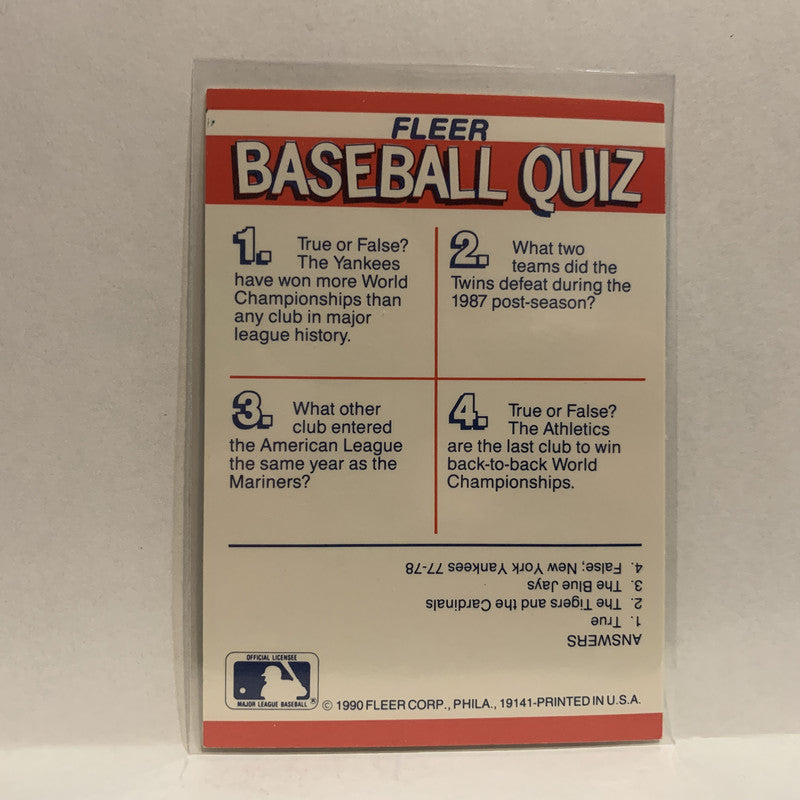 FLEER
BASEBALL QUIZ
1. True or False?
The Yankees
have won more World
Championships than
any club in major
league history.
2. What two
teams did the
Twins defeat during the
1987 post-season?
3. What other
club entered
the American League
the same year as the
Mariners?
4. True or False?
The Athletics
are the last club to win
back-to-back World
Championships.
ANSWERS
1. True
2. The Tigers and the Cardinals
3. The Blue Jays
4. False; New York Yankees 77-78
OFFICIAL LICENSEE
MAJOR LEAGUE BASEBALL®
© 1990 FLEER CORP., PHILA., 19141-PRINTED IN U.S.A.